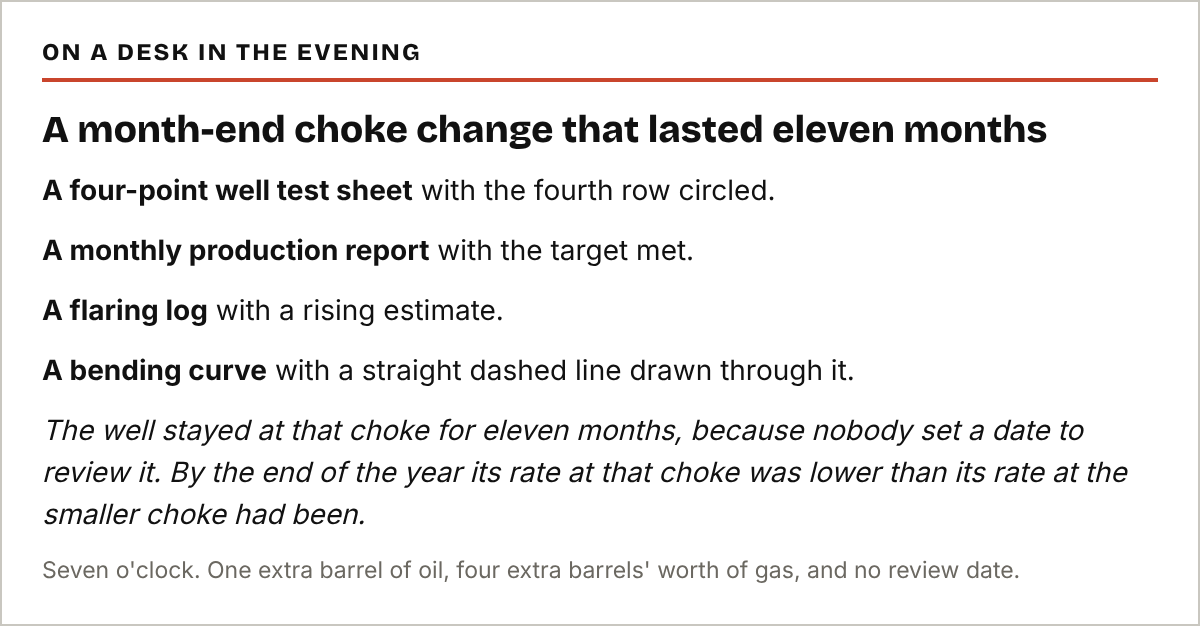 ON A DESK IN THE EVENING
A month-end choke change that lasted eleven months
A four-point well test sheet with the fourth row circled.
A monthly production report with the target met.
A flaring log with a rising estimate.
A bending curve with a straight dashed line drawn through it.
The well stayed at that choke for eleven months, because nobody set a date to
review it. By the end of the year its rate at that choke was lower than its rate at the
smaller choke had been.
Seven o'clock. One extra barrel of oil, four extra barrels' worth of gas, and no review date.